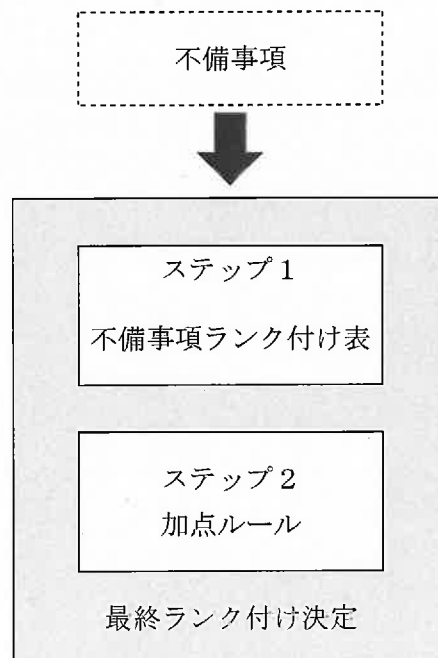 不備事項
ステップ1
不備事項ランク付け表
ステップ2
加点ルール
最終ランク付け決定